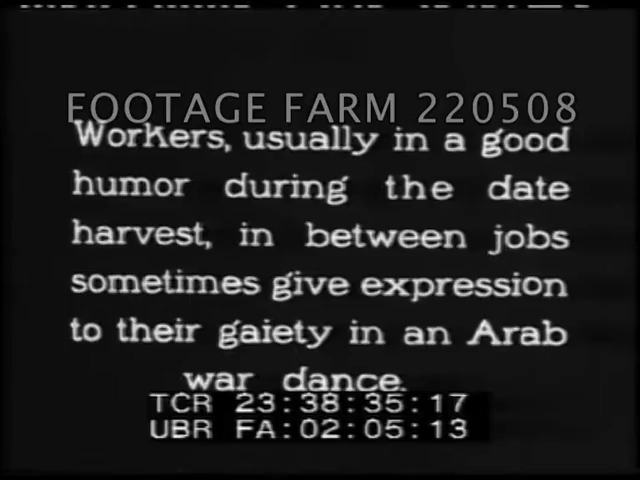 FOOTAGE FARM 220508
Workers, usually in a good
humor during the date
harvest, in between jobs
sometimes give expression
to their gaiety in an Arab
war dance.
TCR 23:38:35:17
UBR FA:02:05:13